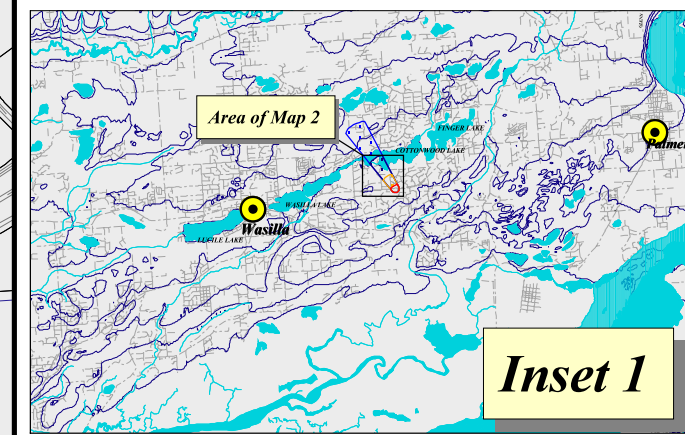 Area of Map 2
FINGER LAKE
COTTONWOOD LAKE
Palmer
WASILLA LAKE
Wasilla
LUCILE LAKE
Inset 1